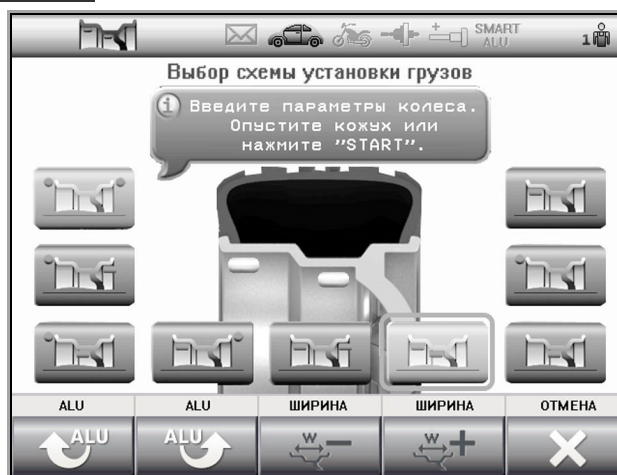 SMART
ALU
1
Выбор схемы установки грузов
i Введите параметры колеса.
Опустите кожух или
нажмите "START".
ALU ALU ШИРИНА ШИРИНА ОТМЕНА
ALU ALU W W